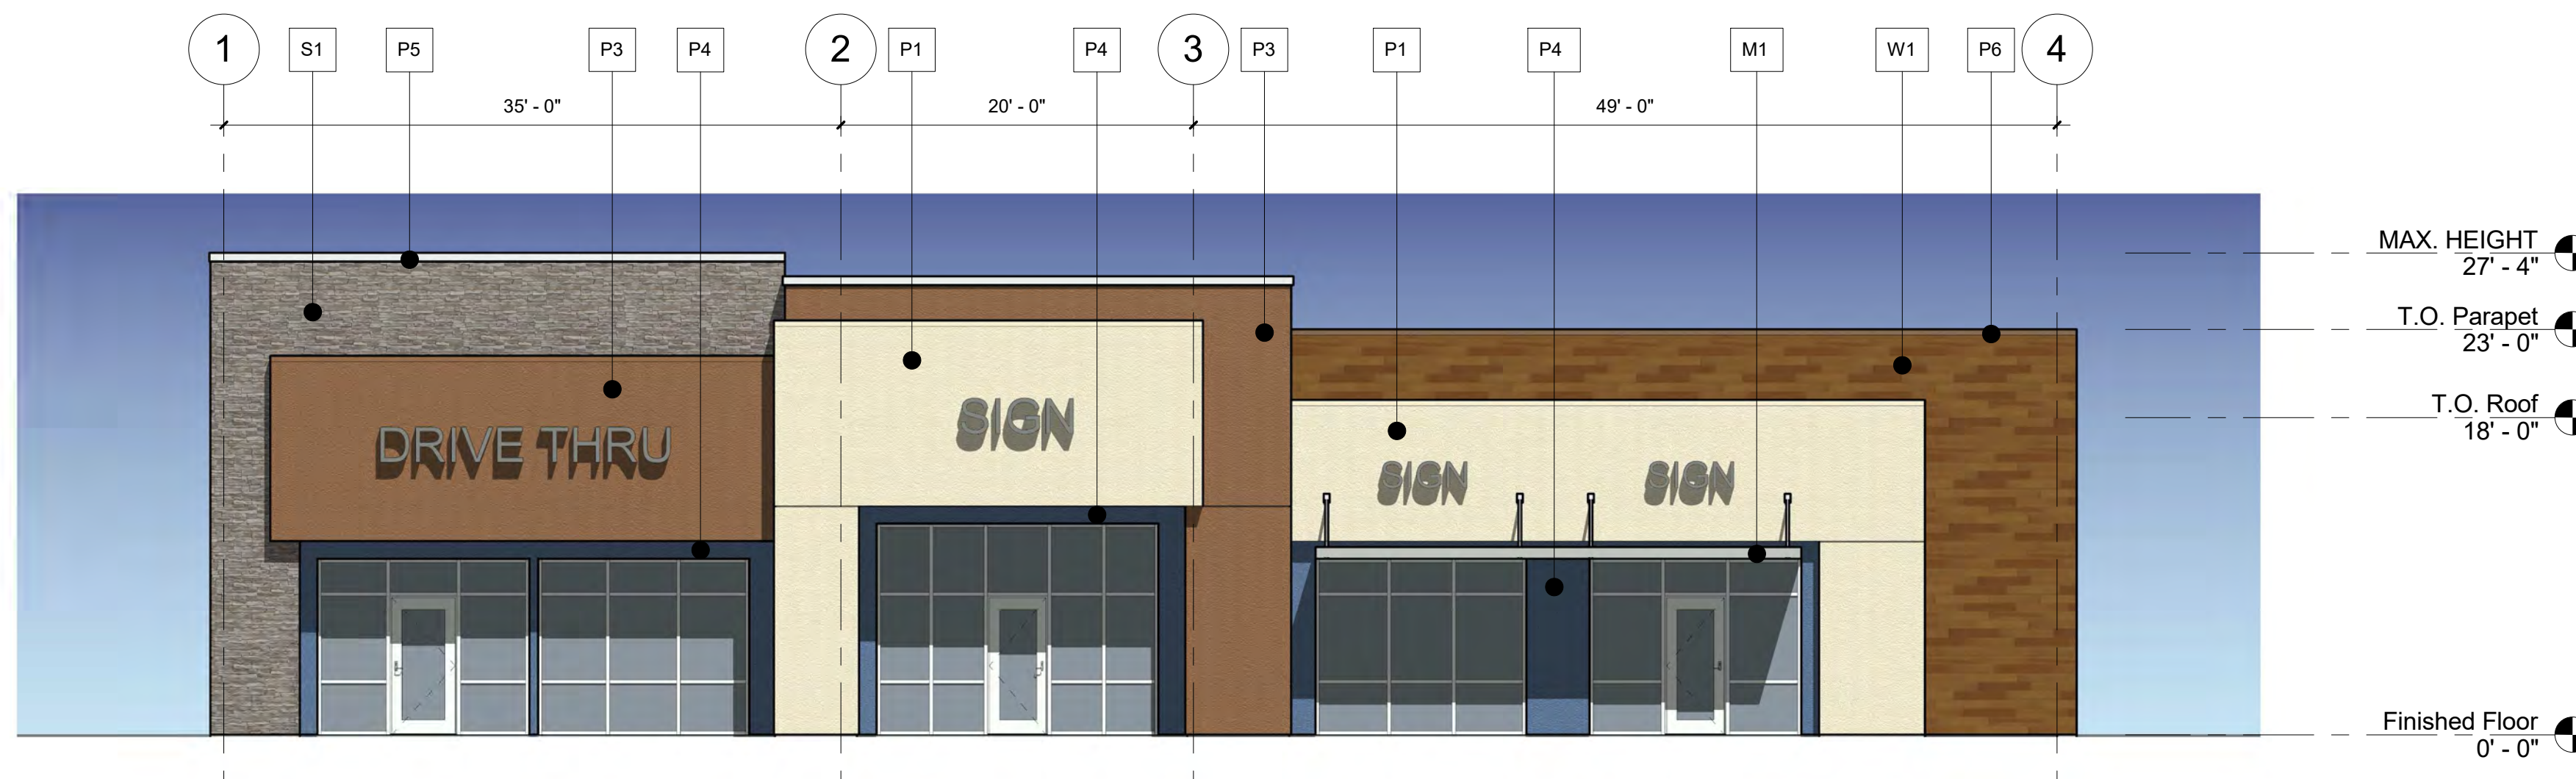 1 S1 P5 P3 P4 2 P1 P4 3 P3 P1 P4 M1 W1 P6 4
35' - 0" 20' - 0" 49' - 0"
MAX. HEIGHT
27' - 4"
T.O. Parapet
23' - 0"
T.O. Roof
18' - 0"
DRIVE THRU SIGN SIGN SIGN
Finished Floor
0' - 0"